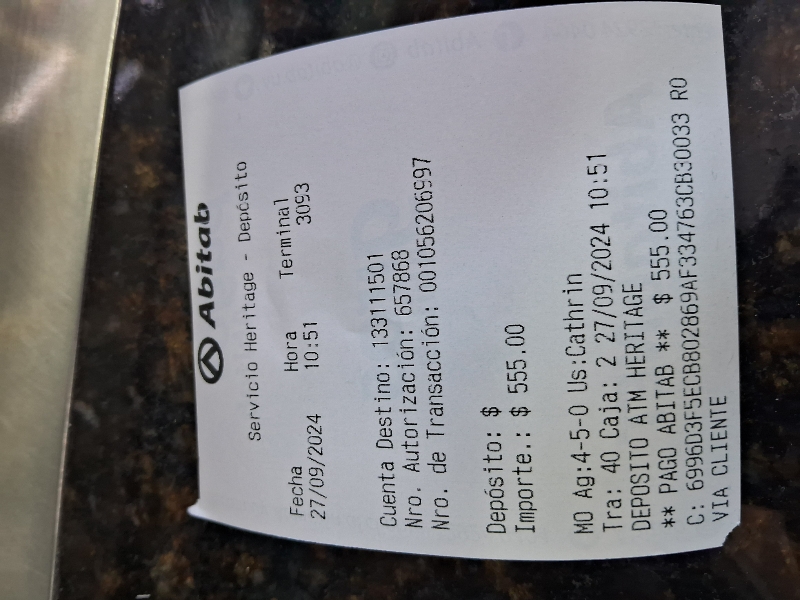 Abitab
Servicio Heritage - Depósito
Fecha Hora Terminal
27/09/2024 10:51 3093
Cuenta Destino: 133111501
Nro. Autorización: 657868
Nro. de Transacción: 001056206997
Depósito: $
Importe.: $ 555.00
MO Ag:4-5-0 Us:Cathrin
Tra: 40 Caja: 2 27/09/2024 10:51
DEPOSITO ATM HERITAGE
** PAGO ABITAB ** $ 555.00
C: 6996D3F5ECB802869AF334763CB30033 RO
VIA CLIENTE